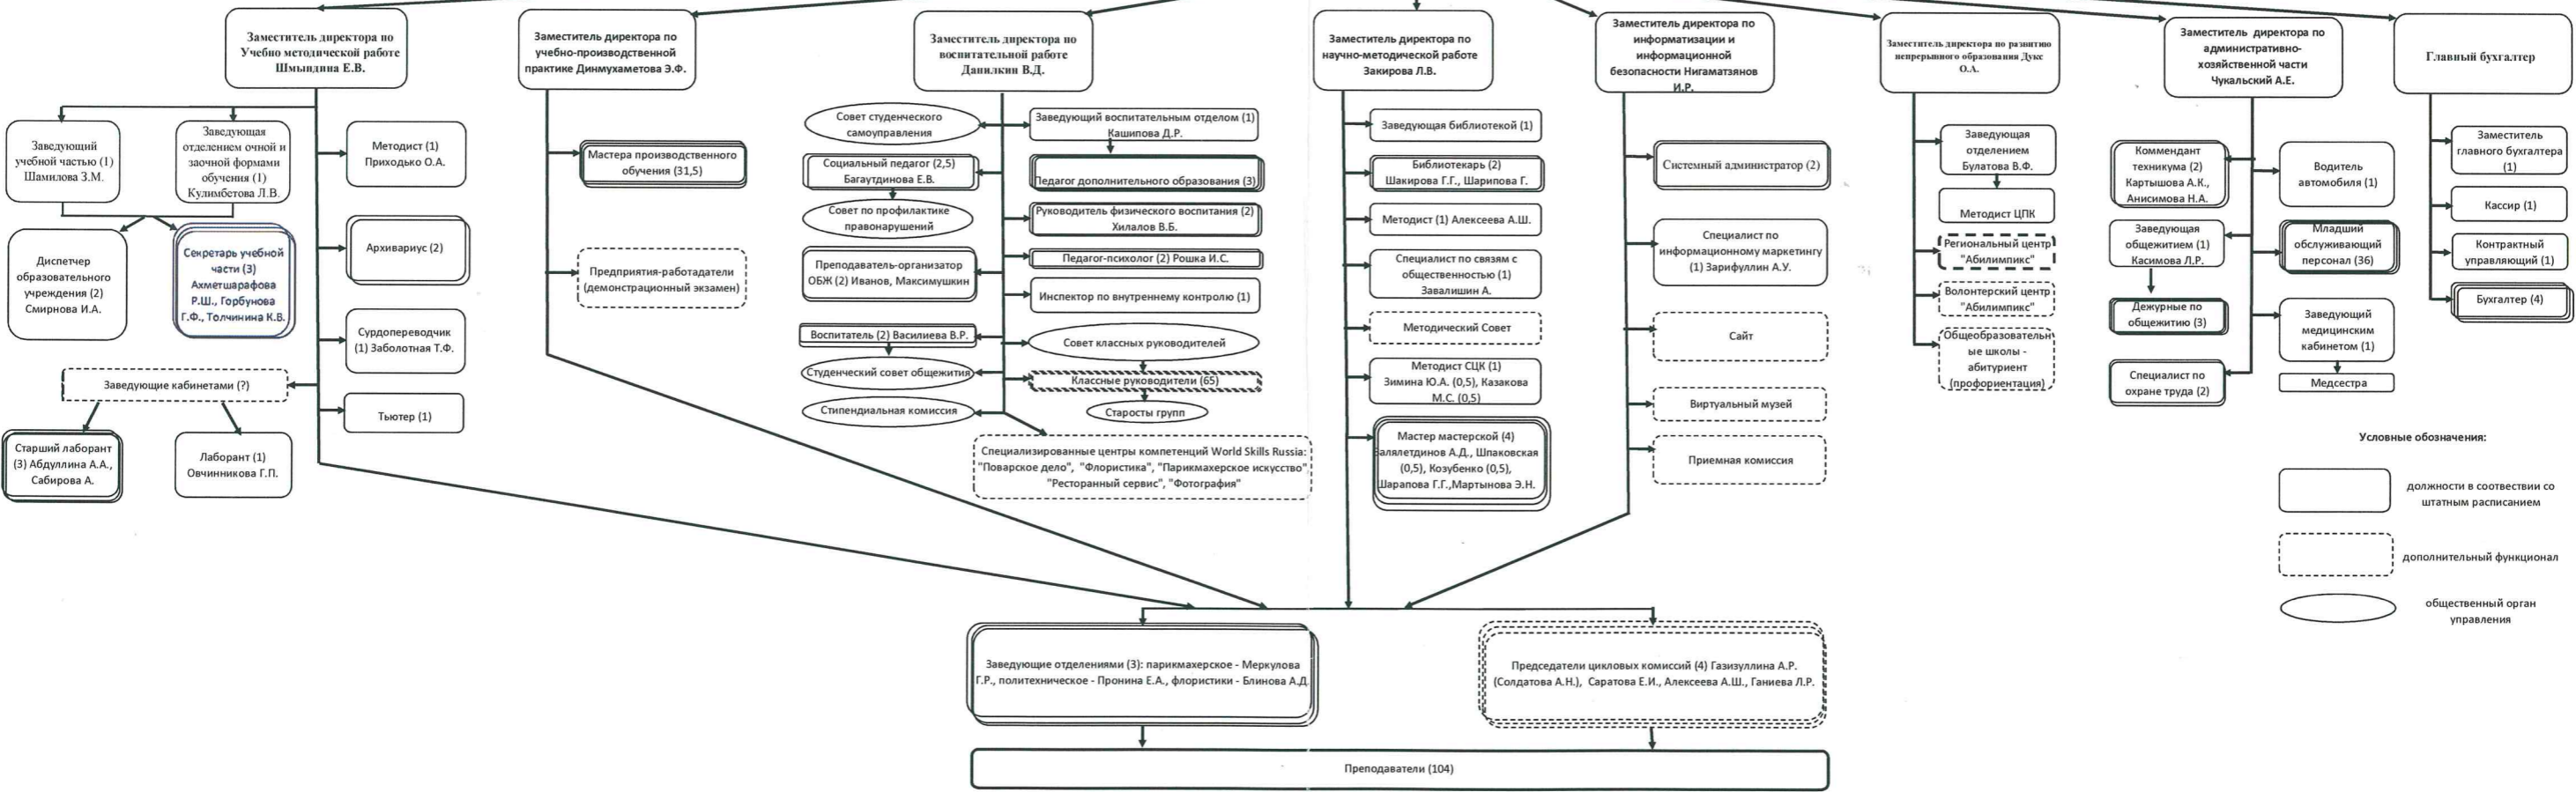 Заместитель директора по
Учебно методической работе
Шмындина Е.В.
Заместитель директора по
учебно-производственной
практике Динмухаметова Э.Ф.
Заместитель директора по
воспитательной работе
Данилкин В.Д.
Заместитель директора по
научно-методической работе
Закирова Л.В.
Заместитель директора по
информатизации и
информационной
безопасности Нигаматзянов
И.Р.
Заместитель директора по развитию
непрерывного образования Дукс
О.А.
Заместитель директора по
административно-
хозяйственной части
Чукальский А.Е.
Главный бухгалтер
Заведующий
учебной частью (1)
Шамилова З.М.
Заведующая
отделением очной и
заочной формами
обучения (1)
Кулимбетова Л.В.
Методист (1)
Приходько О.А.
Диспетчер
образовательного
учреждения (2)
Смирнова И.А.
Секретарь учебной
части (3)
Ахметшарафова
Р.Ш., Горбунова
Г.Ф., Толчинина К.В.
Архивариус (2)
Сурдопереводчик
(1) Заболотная Т.Ф.
Заведующие кабинетами (?)
Тьютер (1)
Старший лаборант
(3) Абдуллина А.А.,
Сабирова А.
Лаборант (1)
Овчинникова Г.П.
Мастера производственного
обучения (31,5)
Предприятия-работадатели
(демонстрационный экзамен)
Совет студенческого
самоуправления
Социальный педагог (2,5)
Багаутдинова Е.В.
Совет по профилактике
правонарушений
Преподаватель-организатор
ОБЖ (2) Иванов, Максимушкин
Воспитатель (2) Василиева В.Р.
Студенческий совет общежития
Стипендиальная комиссия
Заведующий воспитательным отделом (1)
Кашипова Д.Р.
Педагог дополнительного образования (3)
Руководитель физического воспитания (2)
Хилалов В.Б.
Педагог-психолог (2) Рошка И.С.
Инспектор по внутреннему контролю (1)
Совет классных руководителей
Классные руководители (65)
Старосты групп
Специализированные центры компетенций World Skills Russia:
"Поварское дело", "Флористика", "Парикмахерское искусство",
"Ресторанный сервис", "Фотография"
Заведующая библиотекой (1)
Библиотекарь (2)
Шакирова Г.Г., Шарипова Г.
Методист (1) Алексеева А.Ш.
Специалист по связям с
общественностью (1)
Завалишин А.
Методический Совет
Методист СЦК (1)
Зимина Ю.А. (0,5), Казакова
М.С. (0,5)
Мастер мастерской (4)
Валялетдинов А.Д., Шпаковская
(0,5), Козубенко (0,5),
Шарапова Г.Г.,Мартынова Э.Н.
Системный администратор (2)
Специалист по
информационному маркетингу
(1) Зарифуллин А.У.
Сайт
Виртуальный музей
Приемная комиссия
Заведующая
отделением
Булатова В.Ф.
Методист ЦПК
Региональный центр
"Абилимпикс"
Волонтерский центр
"Абилимпикс"
Общеобразовательн
ые школы -
абитуриент
(профориентация)
Коммендант
техникума (2)
Картышова А.К.,
Анисимова Н.А.
Заведующая
общежитием (1)
Касимова Л.Р.
Дежурные по
общежитию (3)
Специалист по
охране труда (2)
Водитель
автомобиля (1)
Младший
обслуживающий
персонал (36)
Заведующий
медицинским
кабинетом (1)
Медсестра
Заместитель
главного бухгалтера
(1)
Кассир (1)
Контрактный
управляющий (1)
Бухгалтер (4)
Условные обозначения:
должности в соотвествии со
штатным расписанием
дополнительный функционал
общественный орган
управления
Заведующие отделениями (3): парикмахерское - Меркулова
Г.Р., политехническое - Пронина Е.А., флористики - Блинова А.Д.
Председатели цикловых комиссий (4) Газизуллина А.Р.
(Солдатова А.Н.), Саратова Е.И., Алексеева А.Ш., Ганиева Л.Р.
Преподаватели (104)